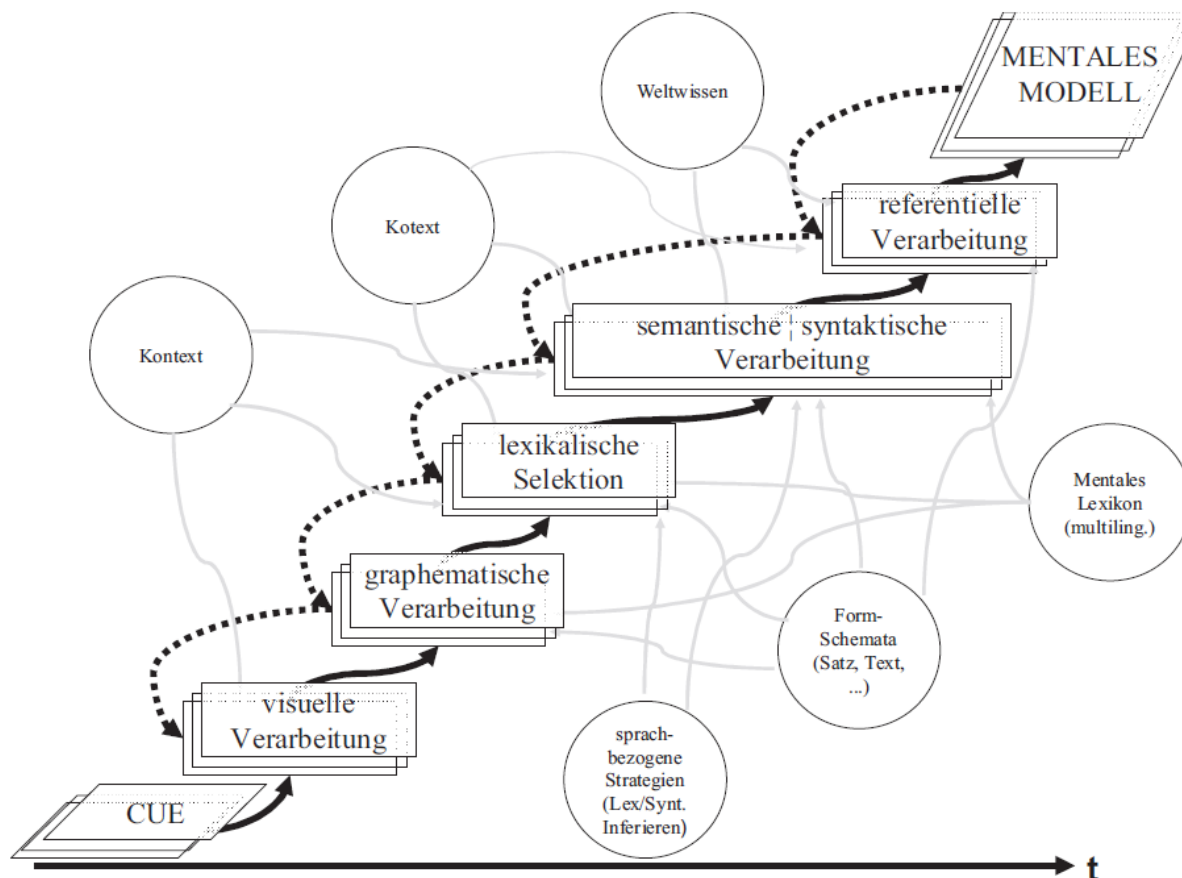 MENTALES
MODELL
Weltwissen
referentielle
Verarbeitung
Kotext
semantische ¦ syntaktische
Verarbeitung
Kontext
lexikalische
Selektion
Mentales
Lexikon
(multiling.)
graphematische
Verarbeitung
Form-
Schemata
(Satz, Text,
...)
visuelle
Verarbeitung
sprach-
bezogene
Strategien
(Lex/Synt.
Inferieren)
CUE
t